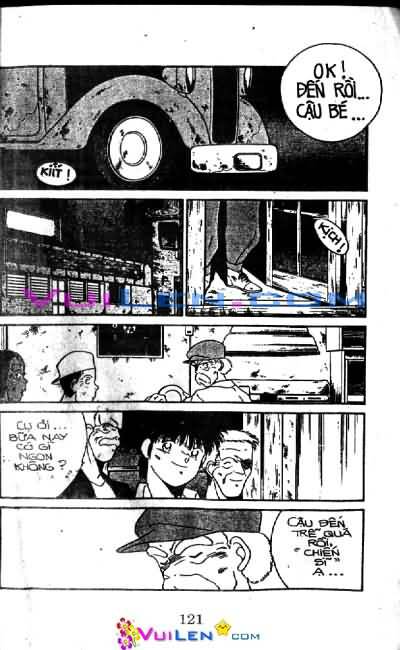 OK!
ĐẾN RỒI...
CẬU BÉ
...
KIÍT!
KỊCH!
VUILEN.COM
CỤ ƠI...
BỮA NAY
CÓ GÌ
NGON
KHÔNG?
CẬU ĐẾN
TRỄ QUÁ
RỒI,
"CHIẾN
SĨ"
Ạ...
121
VUILEN.COM